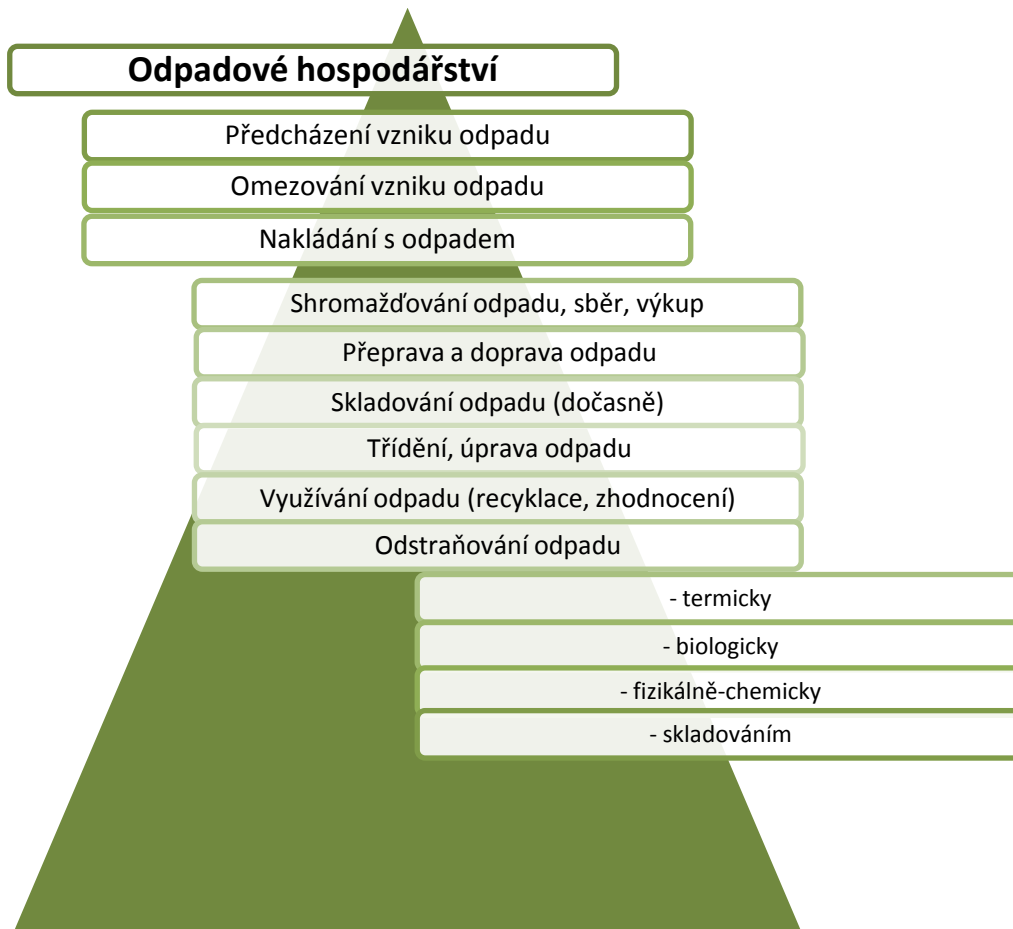 Odpadové hospodářství
Předcházení vzniku odpadu
Omezování vzniku odpadu
Nakládání s odpadem
Shromažďování odpadu, sběr, výkup
Přeprava a doprava odpadu
Skladování odpadu (dočasně)
Třídění, úprava odpadu
Využívání odpadu (recyklace, zhodnocení)
Odstraňování odpadu
- termicky
- biologicky
- fizikálně-chemicky
- skladováním